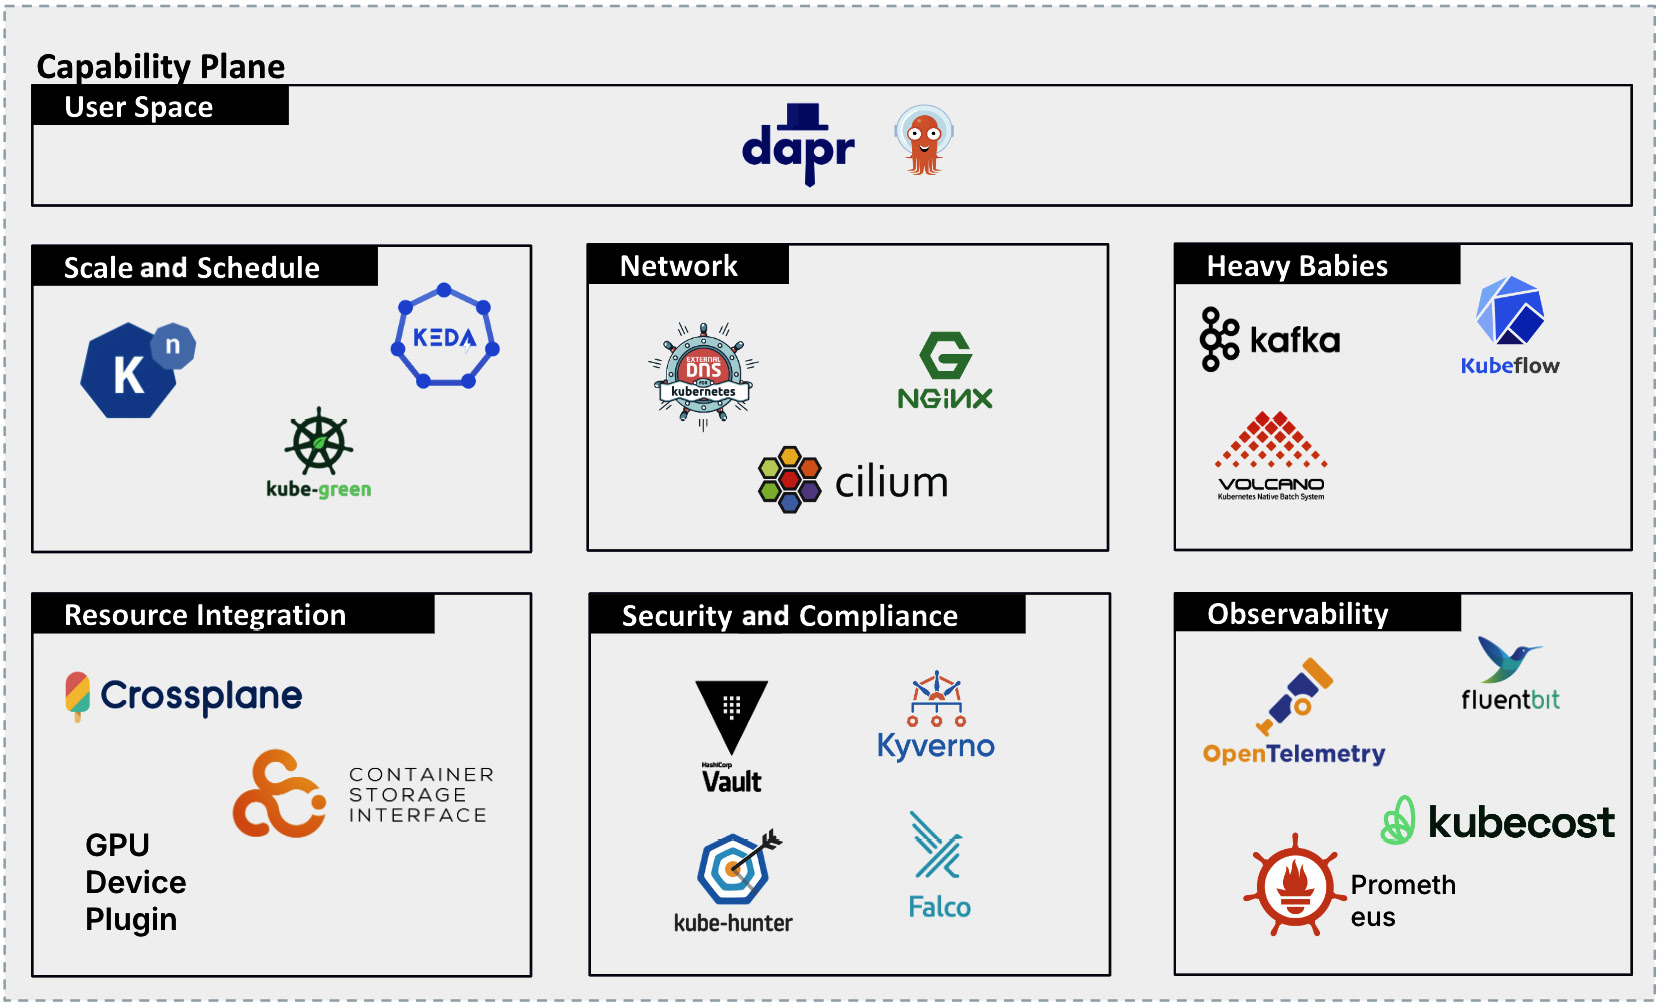 Capability Plane
User Space
dapr
Scale and Schedule
K
n
KEDA
kube-green
Network
EXTERNAL
DNS
FOR
kubernetes
NGINX
cilium
Heavy Babies
kafka
Kubeflow
VOLCANO
Kubernetes Native Batch System
Resource Integration
Crossplane
CONTAINER
STORAGE
INTERFACE
GPU
Device
Plugin
Security and Compliance
HashiCorp
Vault
Kyverno
kube-hunter
Falco
Observability
OpenTelemetry
fluentbit
kubecost
Prometh
eus